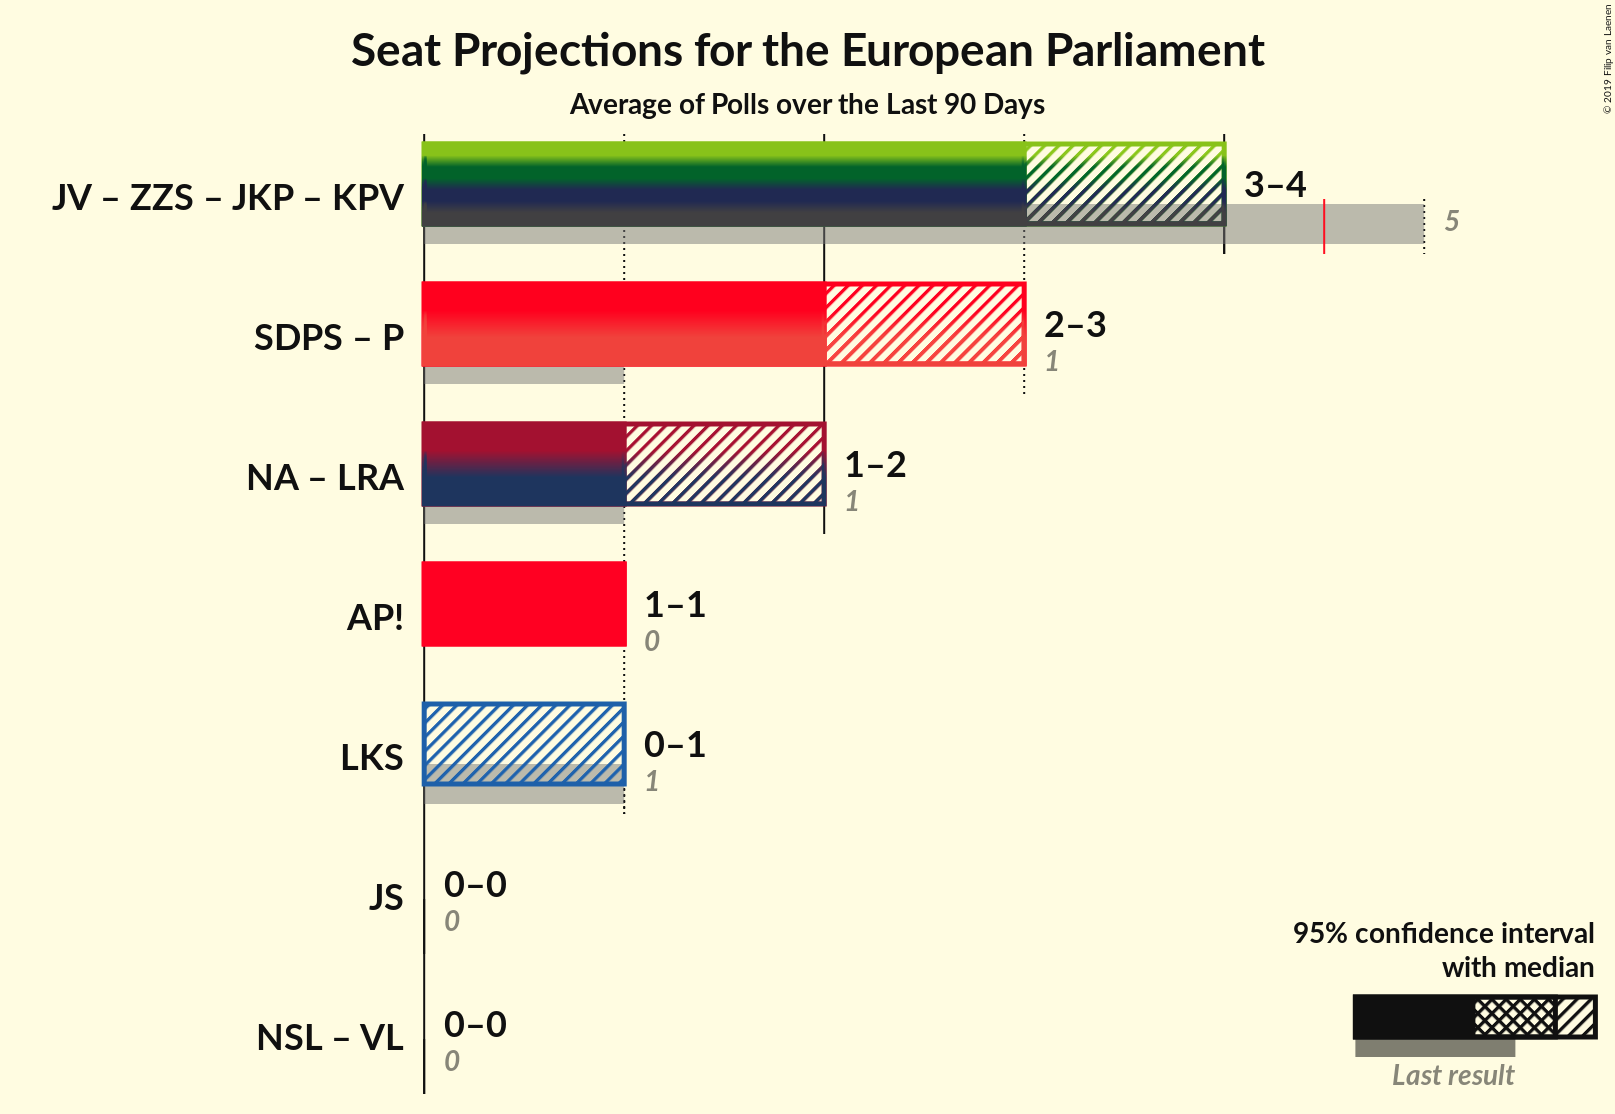 Seat Projections for the European Parliament
Average of Polls over the Last 90 Days
© 2019 Filip van Laenen
JV – ZZS – JKP – KPV
3–4
5
SDPS – P
2–3
1
NA – LRA
1–2
1
AP!
1–1
0
LKS
0–1
1
JS
0–0
0
NSL – VL
0–0
0
95% confidence interval
with median
Last result